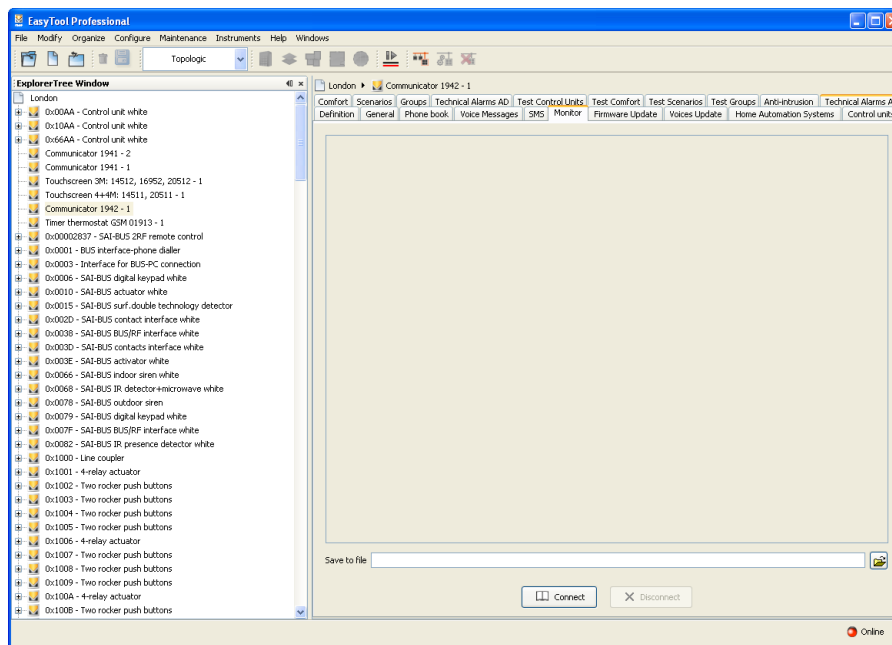 EasyTool Professional
File Modify Organize Configure Maintenance Instruments Help Windows
Topologic
ExplorerTree Window
London
0x00AA - Control unit white
0x10AA - Control unit white
0x66AA - Control unit white
Communicator 1941 - 2
Communicator 1941 - 1
Touchscreen 3M: 14512, 16952, 20512 - 1
Touchscreen 4+4M: 14511, 20511 - 1
Communicator 1942 - 1
Timer thermostat GSM 01913 - 1
0x00002837 - SAI-BUS 2RF remote control
0x0001 - BUS interface-phone dialler
0x0003 - Interface for BUS-PC connection
0x0006 - SAI-BUS digital keypad white
0x0010 - SAI-BUS actuator white
0x0015 - SAI-BUS surf.double technology detector
0x002D - SAI-BUS contact interface white
0x0038 - SAI-BUS BUS/RF interface white
0x003D - SAI-BUS contacts interface white
0x003E - SAI-BUS activator white
0x0066 - SAI-BUS indoor siren white
0x0068 - SAI-BUS IR detector+microwave white
0x0078 - SAI-BUS outdoor siren
0x0079 - SAI-BUS digital keypad white
0x007F - SAI-BUS BUS/RF interface white
0x0082 - SAI-BUS IR presence detector white
0x1000 - Line coupler
0x1001 - 4-relay actuator
0x1002 - Two rocker push buttons
0x1003 - Two rocker push buttons
0x1004 - Two rocker push buttons
0x1005 - Two rocker push buttons
0x1006 - 4-relay actuator
0x1007 - Two rocker push buttons
0x1008 - Two rocker push buttons
0x1009 - Two rocker push buttons
0x100A - 4-relay actuator
0x100B - Two rocker push buttons
London Communicator 1942 - 1
Comfort Scenarios Groups Technical Alarms AD Test Control Units Test Comfort Test Scenarios Test Groups Anti-intrusion Technical Alarms A
Definition General Phone book Voice Messages SMS Monitor Firmware Update Voices Update Home Automation Systems Control units
Save to file
Connect Disconnect
Online